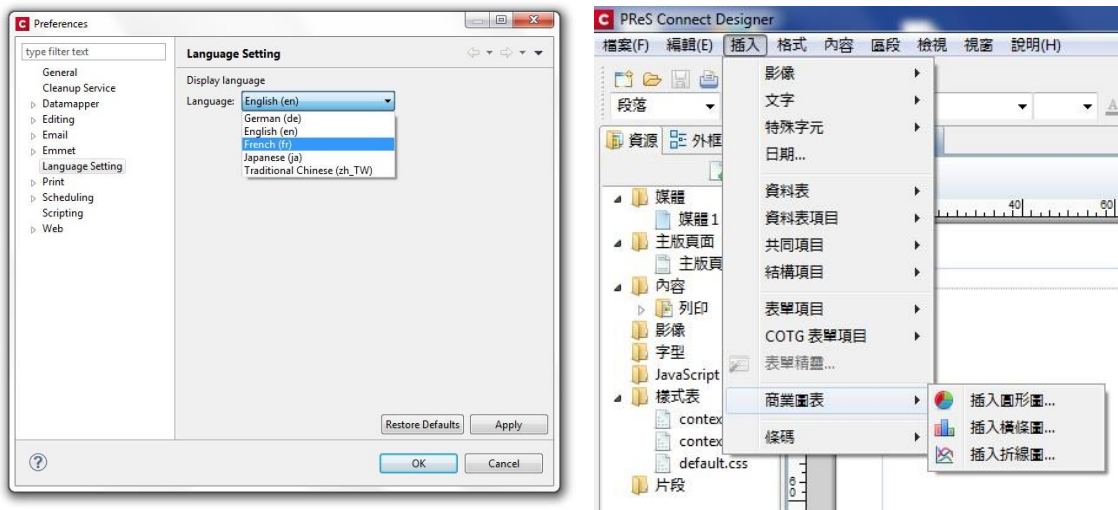 Preferences
type filter text
General
Cleanup Service
Datamapper
Editing
Email
Emmet
Language Setting
Print
Scheduling
Scripting
Web
Language Setting
Display language
Language: English (en)
German (de)
English (en)
French (fr)
Japanese (ja)
Traditional Chinese (zh_TW)
Restore Defaults
Apply
OK
Cancel
PReS Connect Designer
檔案(F) 編輯(E) 插入 格式 內容 區段 檢視 視窗 說明(H)
段落
資源 外框
媒體
媒體 1
主版頁面
主版頁
內容
列印
影像
字型
JavaScript
樣式表
contex
contex
default.css
片段
影像
文字
特殊字元
日期...
資料表
資料表項目
共同項目
結構項目
表單項目
COTG 表單項目
表單精靈...
商業圖表
條碼
插入圓形圖...
插入橫條圖...
插入折線圖...
40
60
60